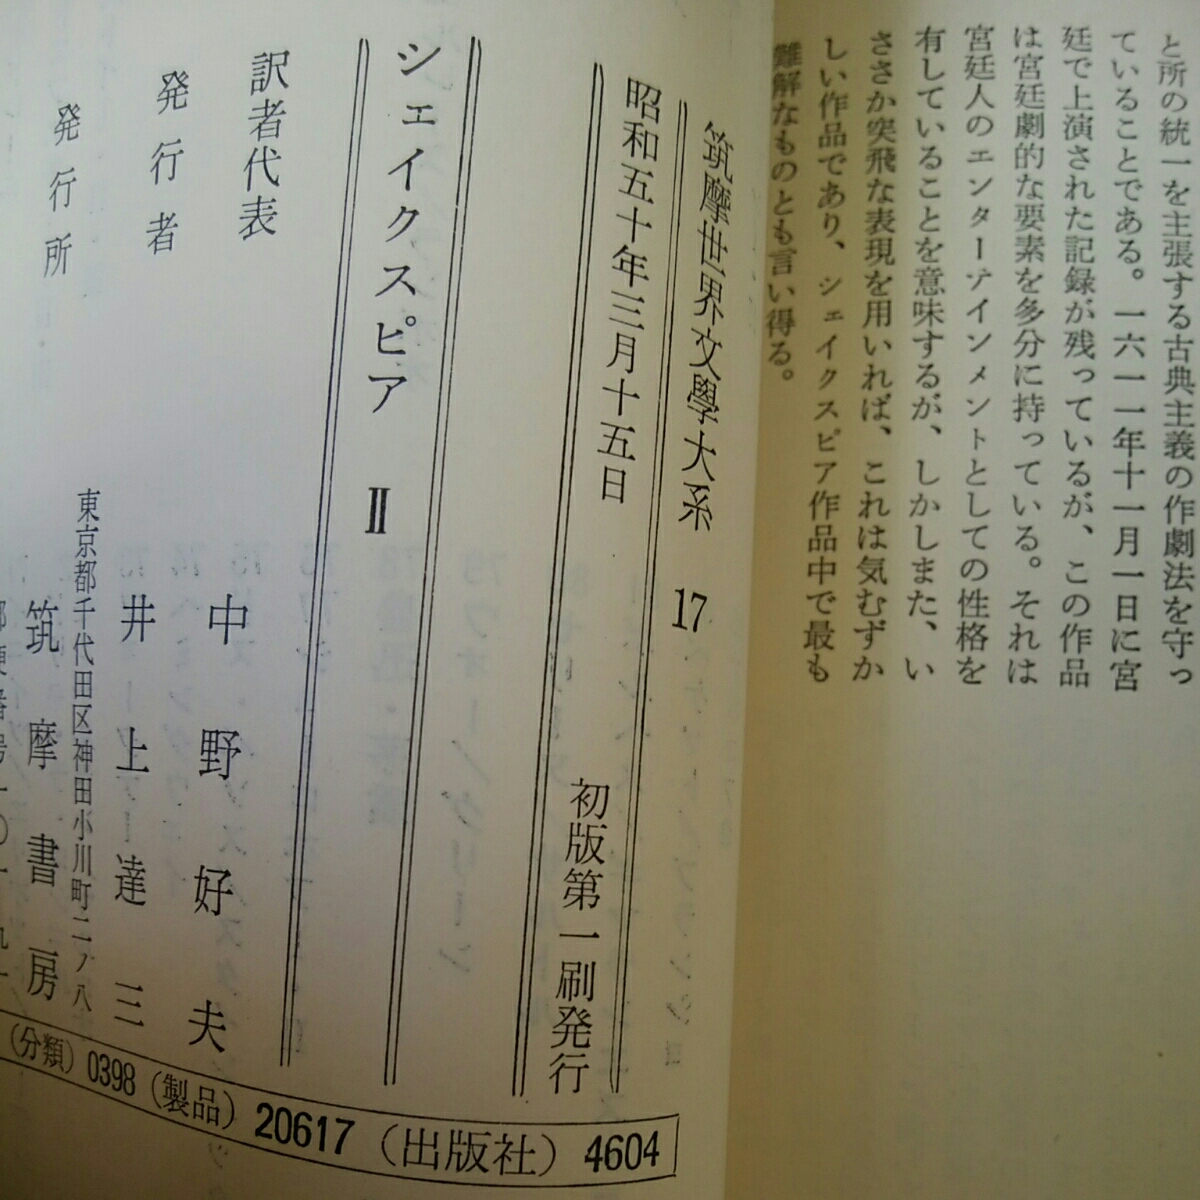 と所の統一を主張する古典主義の作劇法を守っ
ていることである。一六一一年十一月一日に宮
廷で上演された記録が残っているが、この作品
は宮廷劇的な要素を多分に持っている。それは
宮廷人のエンターテインメントとしての性格を
有していることを意味するが、しかしまた、い
ささか突飛な表現を用いれば、これは気むずか
しい作品であり、シェイクスピア作品中で最も
難解なものとも言い得る。
筑摩世界文學大系 17
昭和五十年三月十五日
初版第一刷発行
シェイクスピア Ⅱ
訳者代表 中野好夫
発行者 井上達三
東京都千代田区神田小川町二ノ八
発行所 筑摩書房
(分類) 0398 (製品) 20617 (出版社) 4604